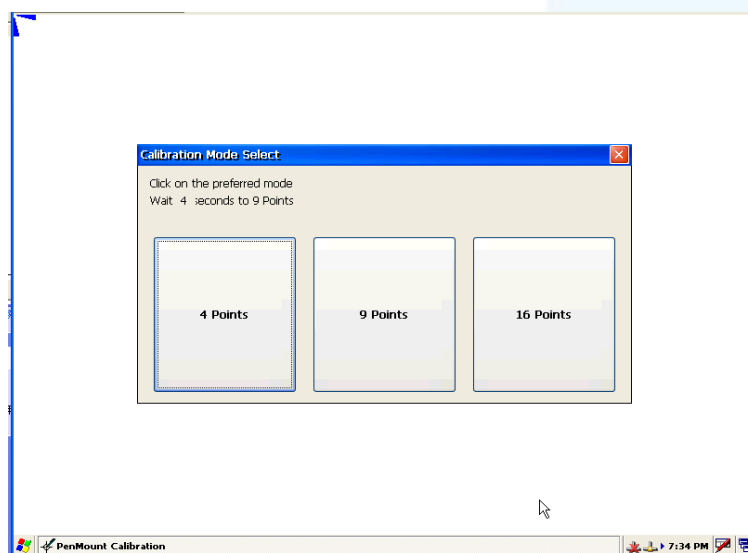 Calibration Mode Select
Click on the preferred mode
Wait 4 seconds to 9 Points
4 Points
9 Points
16 Points
PenMount Calibration
7:34 PM